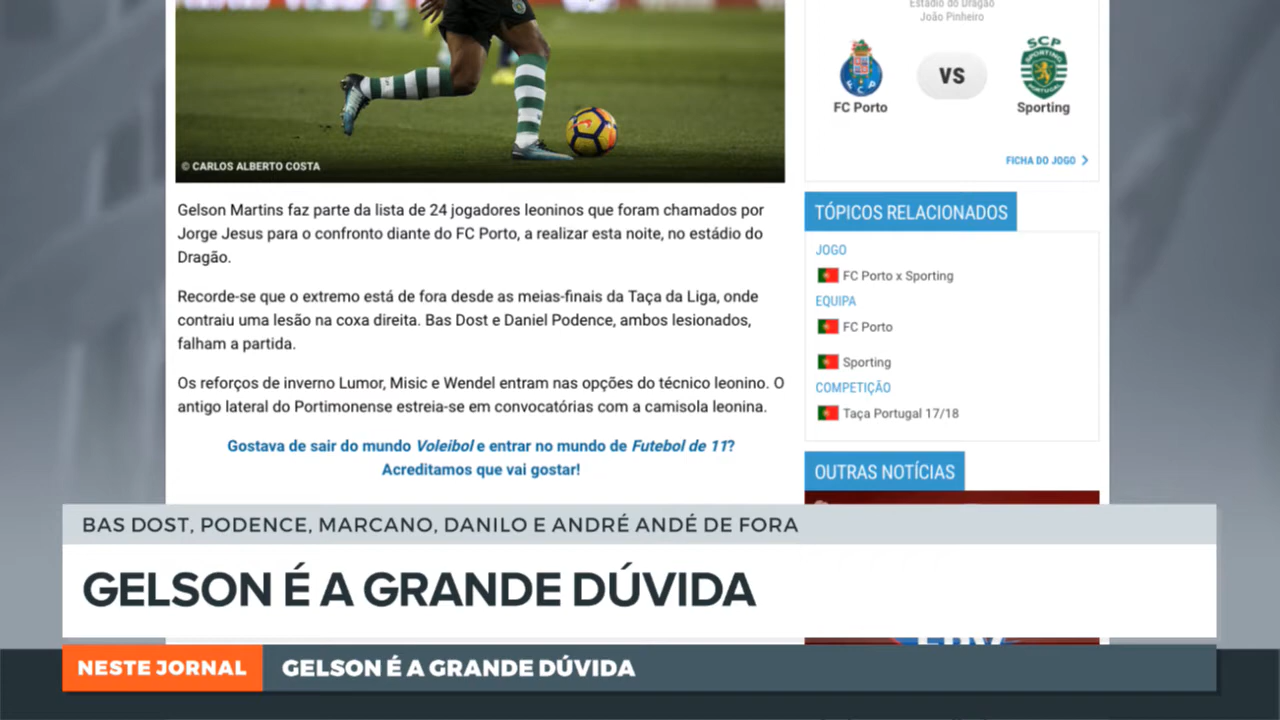 © CARLOS ALBERTO COSTA
Gelson Martins faz parte da lista de 24 jogadores leoninos que foram chamados por
Jorge Jesus para o confronto diante do FC Porto, a realizar esta noite, no estádio do
Dragão.
Recorde-se que o extremo está de fora desde as meias-finais da Taça da Liga, onde
contraiu uma lesão na coxa direita. Bas Dost e Daniel Podence, ambos lesionados,
falham a partida.
Os reforços de inverno Lumor, Misic e Wendel entram nas opções do técnico leonino. O
antigo lateral do Portimonense estreia-se em convocatórias com a camisola leonina.
Gostava de sair do mundo Voleibol e entrar no mundo de Futebol de 11?
Acreditamos que vai gostar!
Estádio do Dragão
João Pinheiro
FCP
SCP
SPORTING
PORTUGAL
VS
FC Porto
Sporting
FICHA DO JOGO
TÓPICOS RELACIONADOS
JOGO
FC Porto x Sporting
EQUIPA
FC Porto
Sporting
COMPETIÇÃO
Taça Portugal 17/18
OUTRAS NOTÍCIAS
BAS DOST, PODENCE, MARCANO, DANILO E ANDRÉ ANDÉ DE FORA
GELSON É A GRANDE DÚVIDA
NESTE JORNAL
GELSON É A GRANDE DÚVIDA